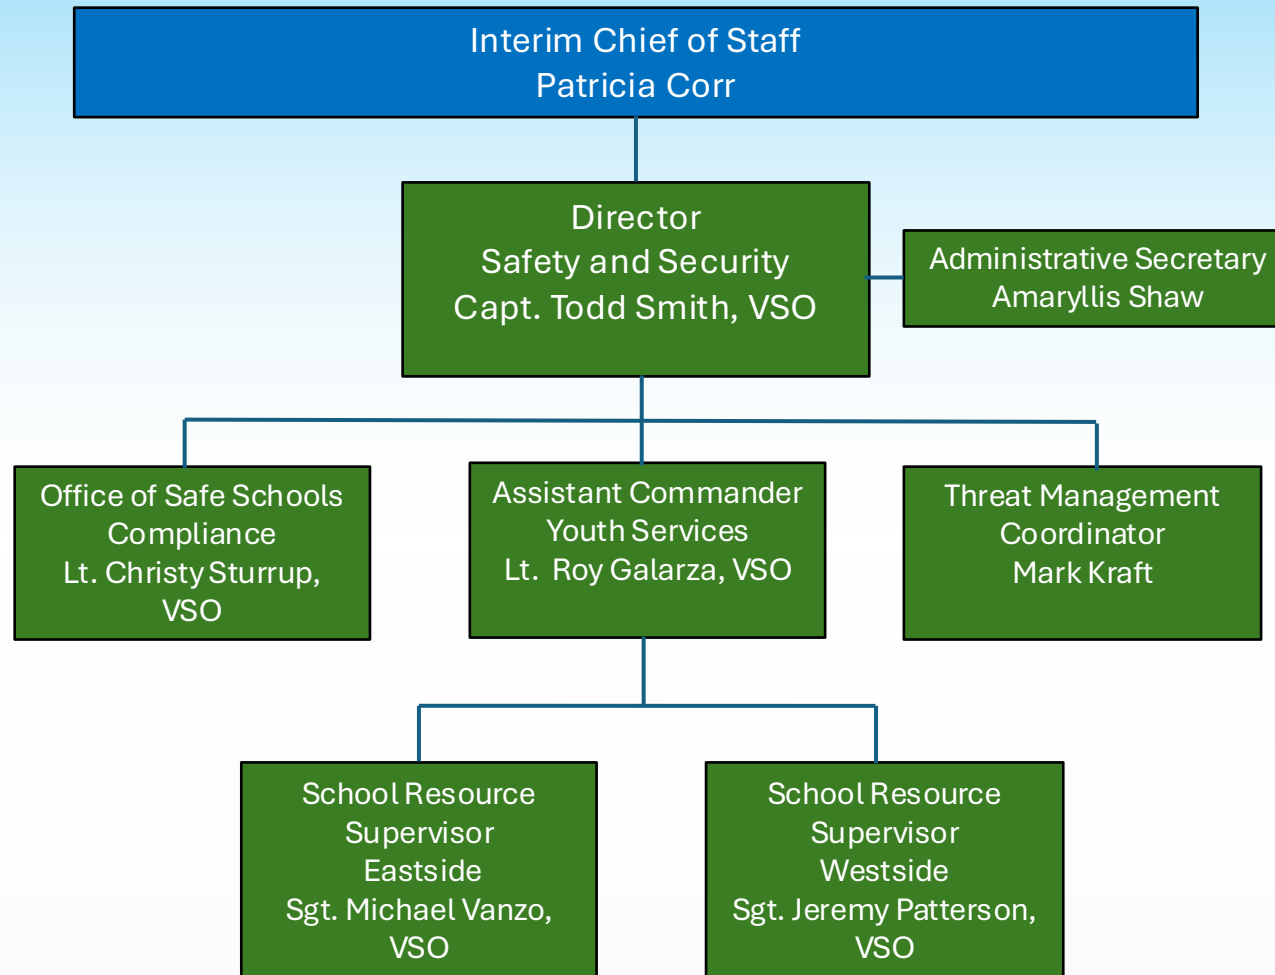 Interim Chief of Staff
Patricia Corr
Director
Safety and Security
Capt. Todd Smith, VSO
Administrative Secretary
Amaryllis Shaw
Office of Safe Schools
Compliance
Lt. Christy Sturrup,
VSO
Assistant Commander
Youth Services
Lt. Roy Galarza, VSO
Threat Management
Coordinator
Mark Kraft
School Resource
Supervisor
Eastside
Sgt. Michael Vanzo,
VSO
School Resource
Supervisor
Westside
Sgt. Jeremy Patterson,
VSO